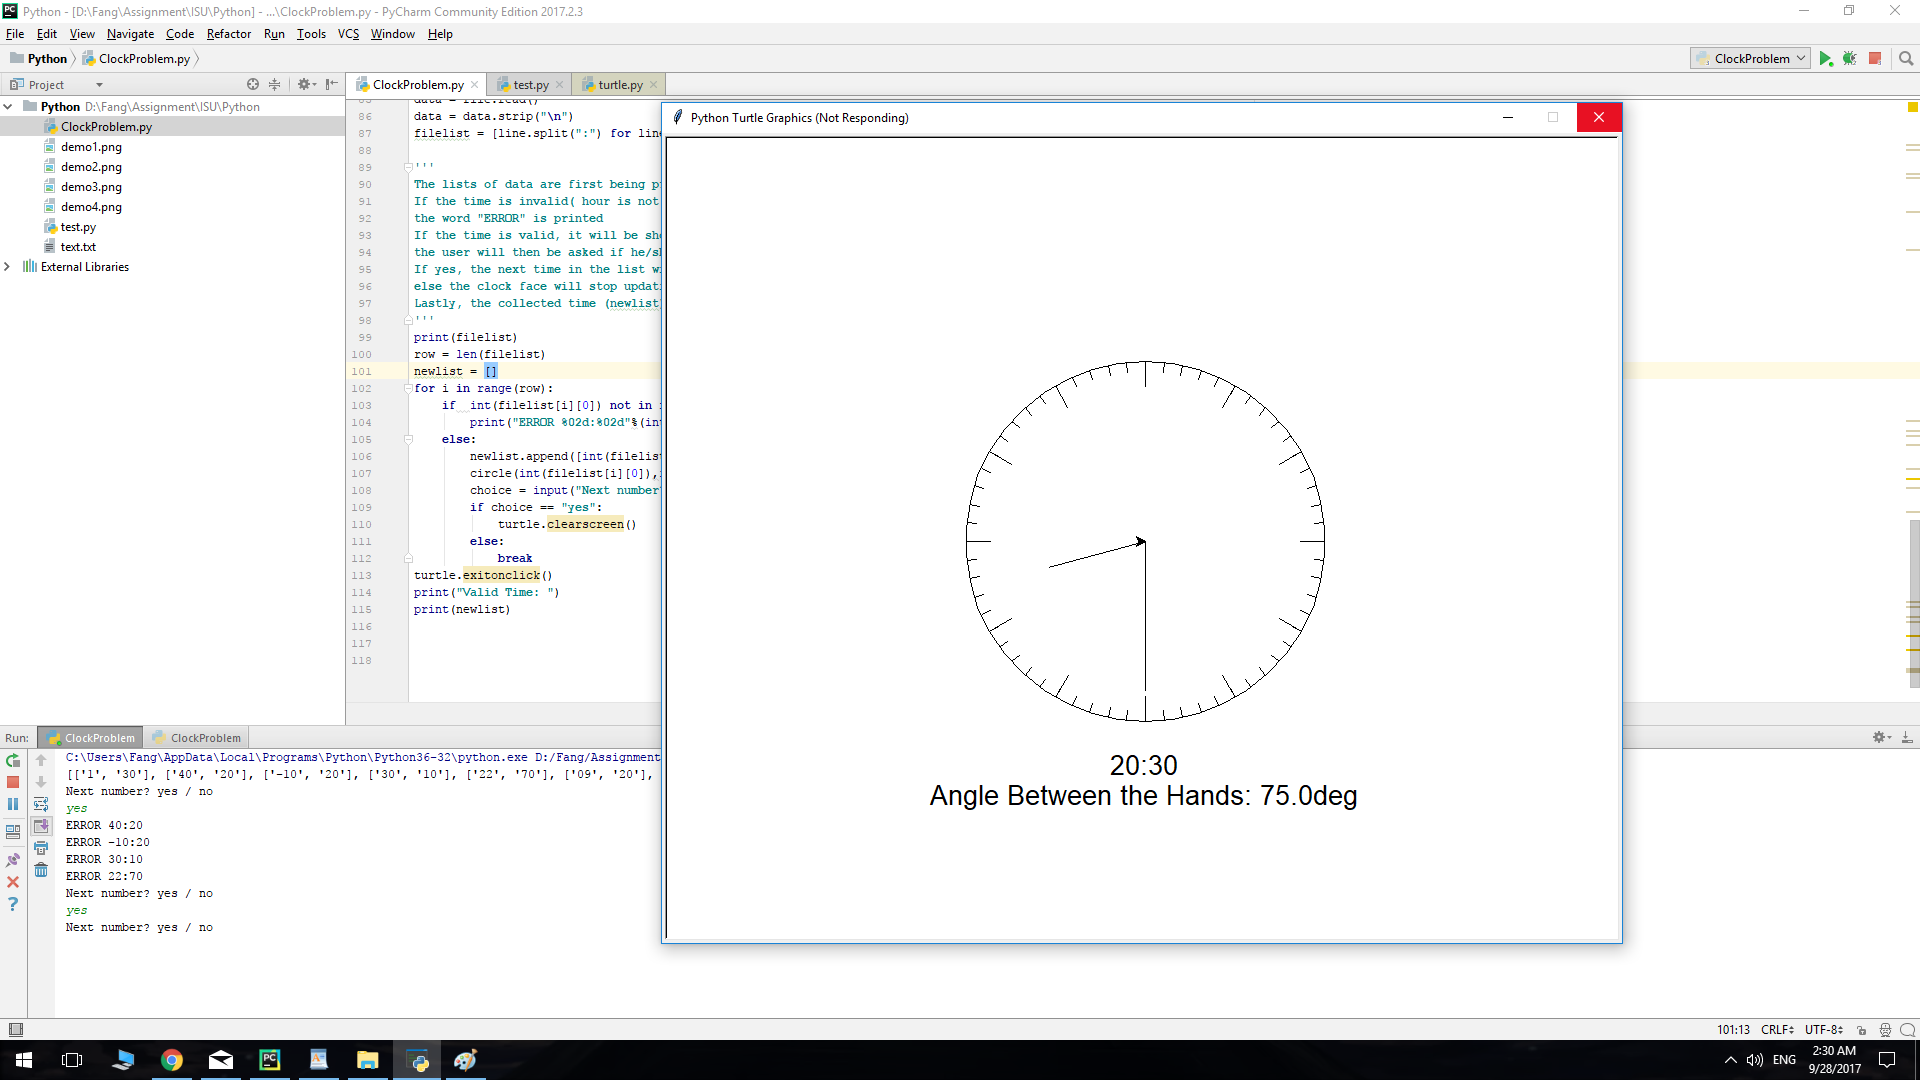 Python - [D:\Fang\Assignment\ISU\Python] - ...\ClockProblem.py - PyCharm Community Edition 2017.2.3
File Edit View Navigate Code Refactor Run Tools VCS Window Help
Python ClockProblem.py
ClockProblem
Project
ClockProblem.py test.py turtle.py
Python D:\Fang\Assignment\ISU\Python
ClockProblem.py
demo1.png
demo2.png
demo3.png
demo4.png
test.py
text.txt
External Libraries
85 data = file.read()
86 data = data.strip("\n")
87 filelist = [line.split(":") for line
88
89 '''
90 The lists of data are first being p
91 If the time is invalid( hour is not
92 the word "ERROR" is printed
93 If the time is valid, it will be sh
94 the user will then be asked if he/s
95 If yes, the next time in the list w
96 else the clock face will stop updat
97 Lastly, the collected time (newlist
98 '''
99 print(filelist)
100 row = len(filelist)
101 newlist = []
102 for i in range(row):
103 if int(filelist[i][0]) not in
104 print("ERROR %02d:%02d"%(in
105 else:
106 newlist.append([int(filelis
107 circle(int(filelist[i][0]),
108 choice = input("Next number
109 if choice == "yes":
110 turtle.clearscreen()
111 else:
112 break
113 turtle.exitonclick()
114 print("Valid Time: ")
115 print(newlist)
116
117
118
Python Turtle Graphics (Not Responding)
20:30
Angle Between the Hands: 75.0deg
Run: ClockProblem ClockProblem
C:\Users\Fang\AppData\Local\Programs\Python\Python36-32\python.exe D:/Fang/Assignment
[['1', '30'], ['40', '20'], ['-10', '20'], ['30', '10'], ['22', '70'], ['09', '20'],
Next number? yes / no
yes
ERROR 40:20
ERROR -10:20
ERROR 30:10
ERROR 22:70
Next number? yes / no
yes
Next number? yes / no
101:13 CRLF UTF-8
ENG
2:30 AM
9/28/2017